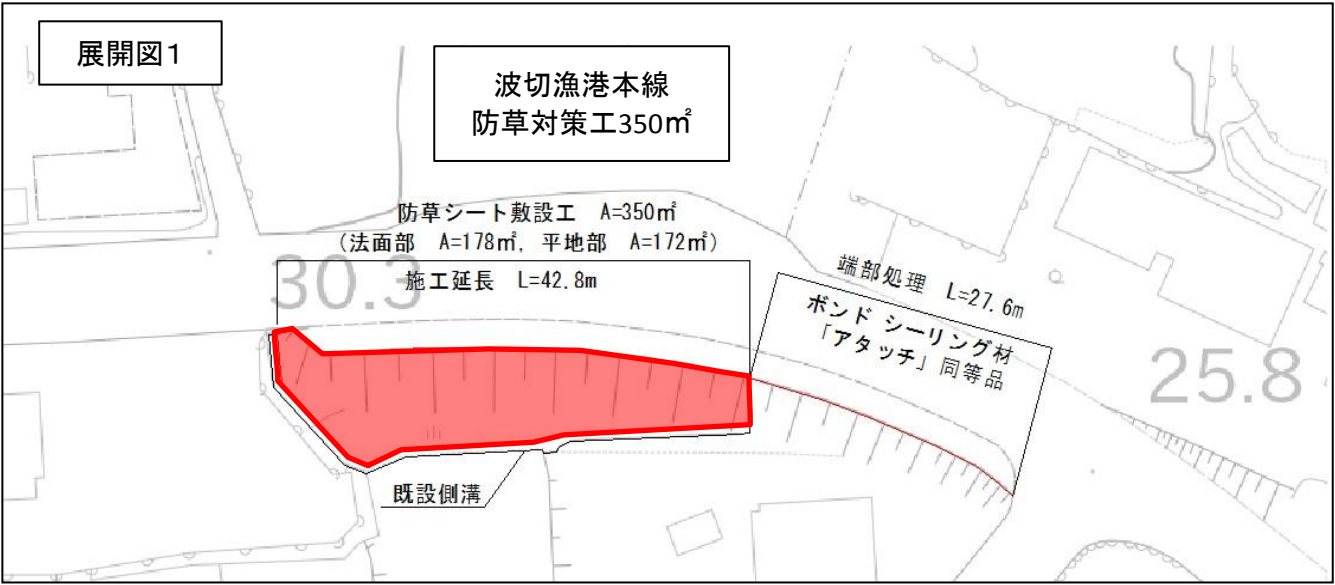 展開図1
波切漁港本線
防草対策工350㎡
防草シート敷設工　A=350㎡
(法面部　A=178㎡,　平地部　A=172㎡)
施工延長　L=42.8m
30.3
端部処理　L=27.6m
ボンド シーリング材
「アタッチ」同等品
25.8
既設側溝